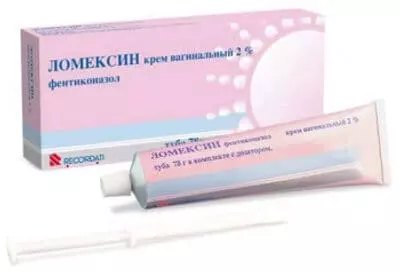 ЛОМЕКСИН крем вагинальный 2 %
фентиконазол
туба 78
RECORDATI
ЛОМЕКСИН фентиконазол крем вагинальный 2 %
туба 78 г в комплекте с дозатором.